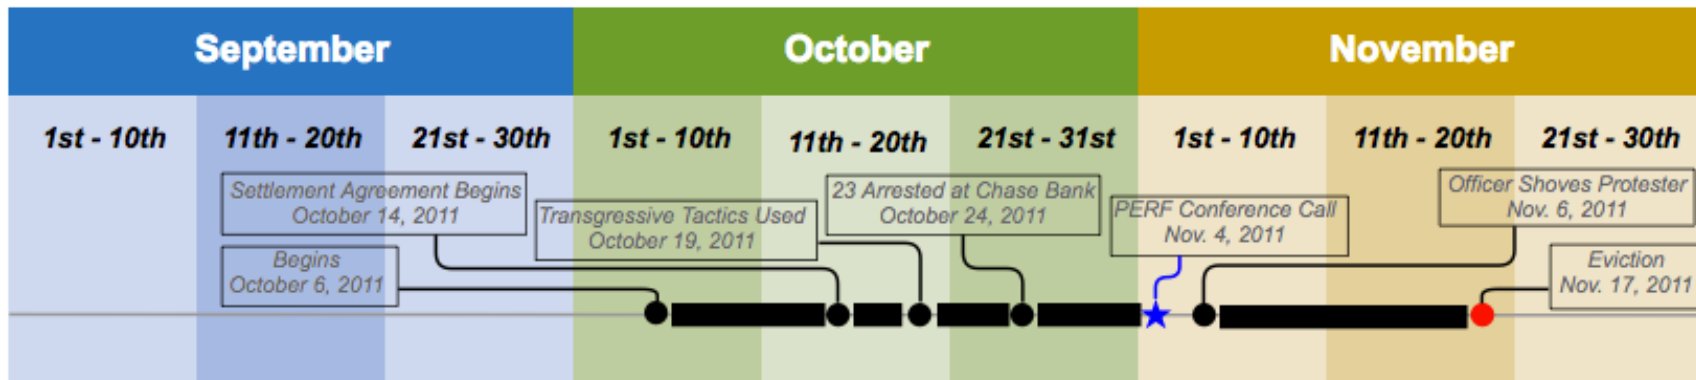 September
October
November
1st - 10th
11th - 20th
21st - 30th
1st - 10th
11th - 20th
21st - 31st
1st - 10th
11th - 20th
21st - 30th
Settlement Agreement Begins
October 14, 2011
Transgressive Tactics Used
October 19, 2011
23 Arrested at Chase Bank
October 24, 2011
PERF Conference Call
Nov. 4, 2011
Officer Shoves Protester
Nov. 6, 2011
Begins
October 6, 2011
Eviction
Nov. 17, 2011